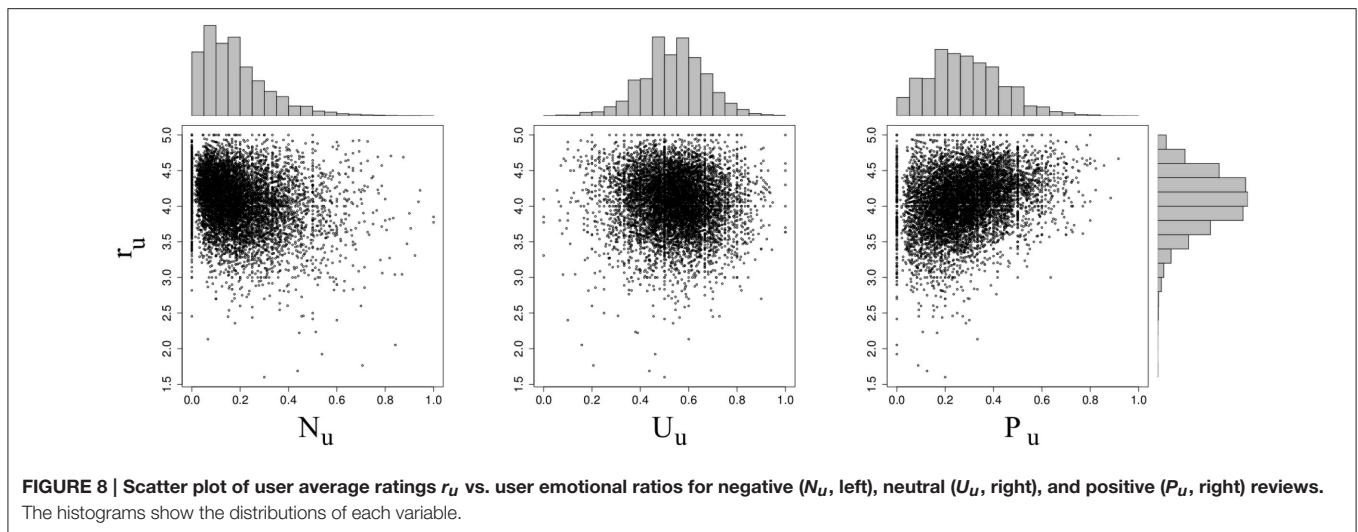 5.0
4.5
4.0
3.5
3.0
2.5
2.0
1.5
r_u
0.0 0.2 0.4 0.6 0.8 1.0
N_u
5.0
4.5
4.0
3.5
3.0
2.5
2.0
1.5
0.0 0.2 0.4 0.6 0.8 1.0
U_u
5.0
4.5
4.0
3.5
3.0
2.5
2.0
1.5
0.0 0.2 0.4 0.6 0.8 1.0
P_u
FIGURE 8 | Scatter plot of user average ratings r_u vs. user emotional ratios for negative (N_u, left), neutral (U_u, right), and positive (P_u, right) reviews.
The histograms show the distributions of each variable.